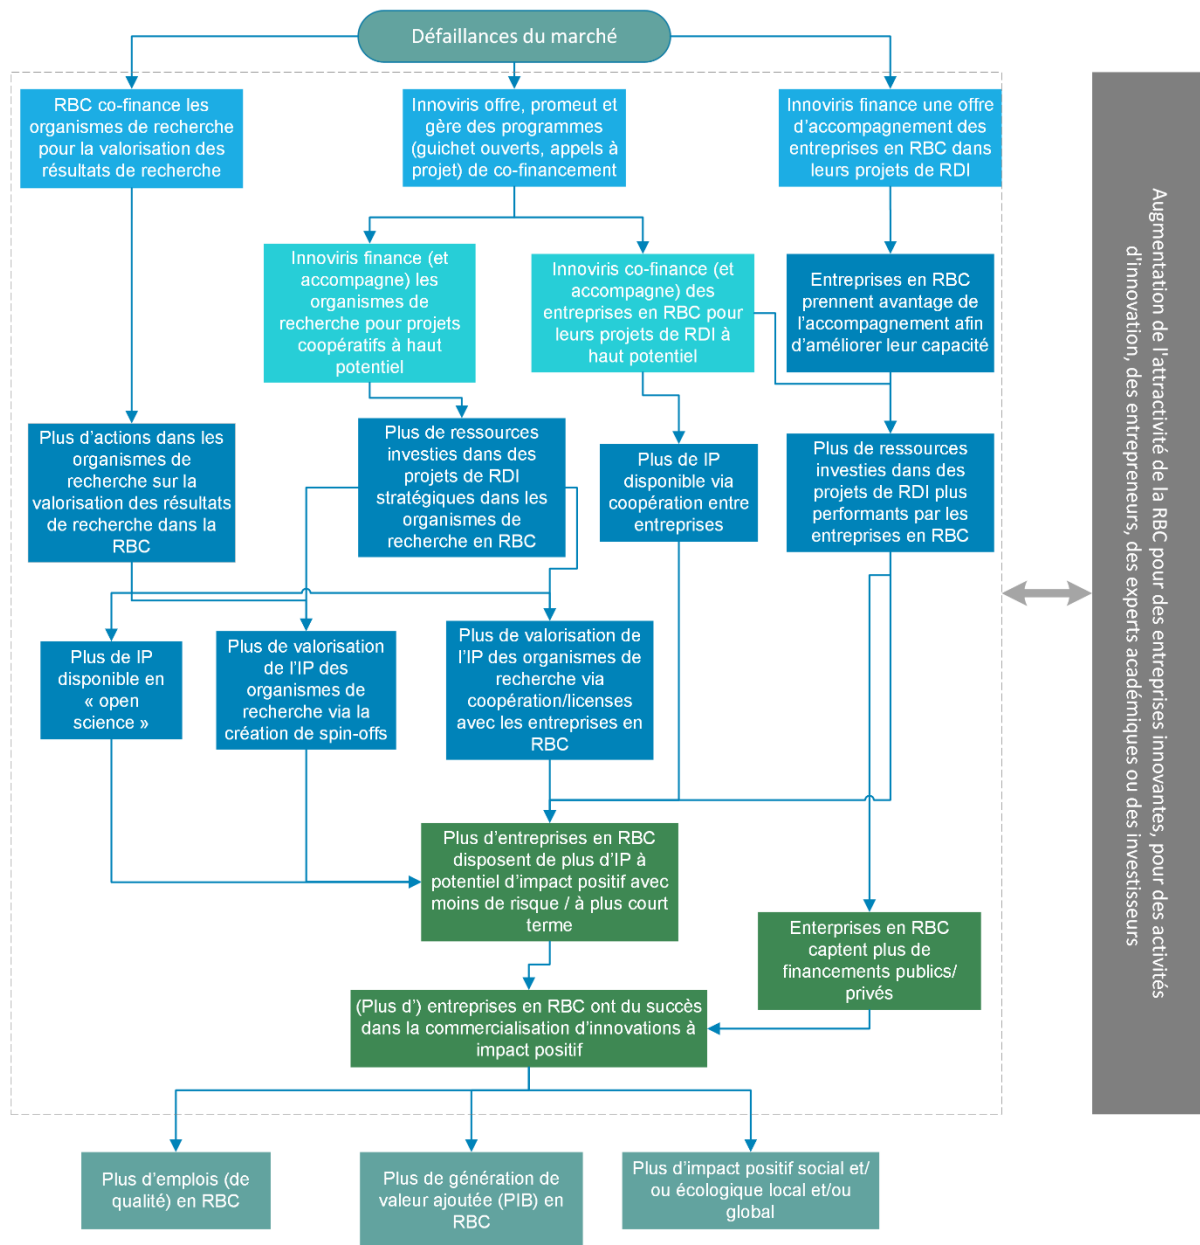 Défaillances du marché
RBC co-finance les
organismes de recherche
pour la valorisation des
résultats de recherche
Innoviris offre, promeut et
gère des programmes
(guichet ouverts, appels à
projet) de co-financement
Innoviris finance une offre
d'accompagnement des
entreprises en RBC dans
leurs projets de RDI
Innoviris finance (et
accompagne) les
organismes de
recherche pour projets
coopératifs à haut
potentiel
Innoviris co-finance (et
accompagne) des
entreprises en RBC pour
leurs projets de RDI à
haut potentiel
Entreprises en RBC
prennent avantage de
l'accompagnement afin
d'améliorer leur capacité
Plus d'actions dans les
organismes de
recherche sur la
valorisation des résultats
de recherche dans la
RBC
Plus de ressources
investies dans des
projets de RDI
stratégiques dans les
organismes de
recherche en RBC
Plus de IP
disponible via
coopération entre
entreprises
Plus de ressources
investies dans des
projets de RDI plus
performants par les
entreprises en RBC
Plus de IP
disponible en
« open
science »
Plus de valorisation
de l'IP des
organismes de
recherche via la
création de spin-offs
Plus de valorisation de
l'IP des organismes de
recherche via
coopération/licenses
avec les entreprises en
RBC
Plus d'entreprises en RBC
disposent de plus d'IP à
potentiel d'impact positif avec
moins de risque / à plus court
terme
Enterprises en RBC
captent plus de
financements publics/
privés
(Plus d') entreprises en RBC ont du succès
dans la commercialisation d'innovations à
impact positif
Plus d'emplois (de
qualité) en RBC
Plus de génération de
valeur ajoutée (PIB) en
RBC
Plus d'impact positif social et/
ou écologique local et/ou
global
Augmentation de l'attractivité de la RBC pour des entreprises innovantes, pour des activités
d'innovation, des entrepreneurs, des experts académiques ou des investisseurs